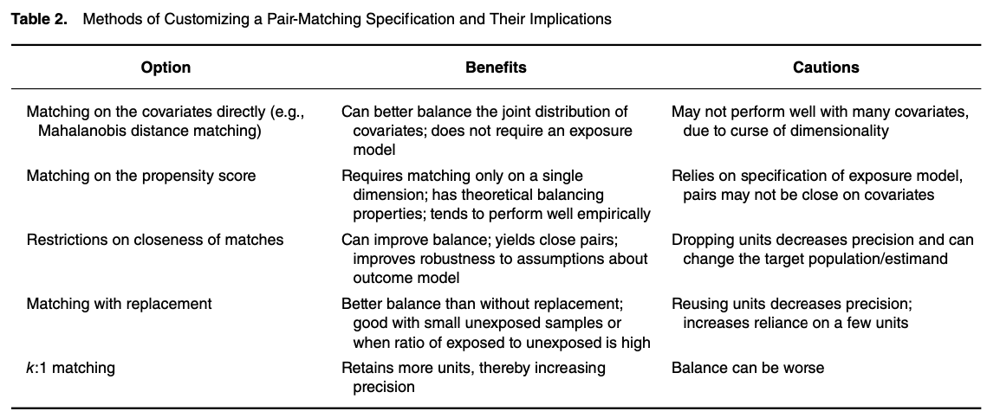 Table 2. Methods of Customizing a Pair-Matching Specification and Their Implications
Option Benefits Cautions
Matching on the covariates directly (e.g.,
Mahalanobis distance matching)
Can better balance the joint distribution of
covariates; does not require an exposure
model
May not perform well with many covariates,
due to curse of dimensionality
Matching on the propensity score
Requires matching only on a single
dimension; has theoretical balancing
properties; tends to perform well empirically
Relies on specification of exposure model,
pairs may not be close on covariates
Restrictions on closeness of matches
Can improve balance; yields close pairs;
improves robustness to assumptions about
outcome model
Dropping units decreases precision and can
change the target population/estimand
Matching with replacement
Better balance than without replacement;
good with small unexposed samples or
when ratio of exposed to unexposed is high
Reusing units decreases precision;
increases reliance on a few units
k:1 matching
Retains more units, thereby increasing
precision
Balance can be worse